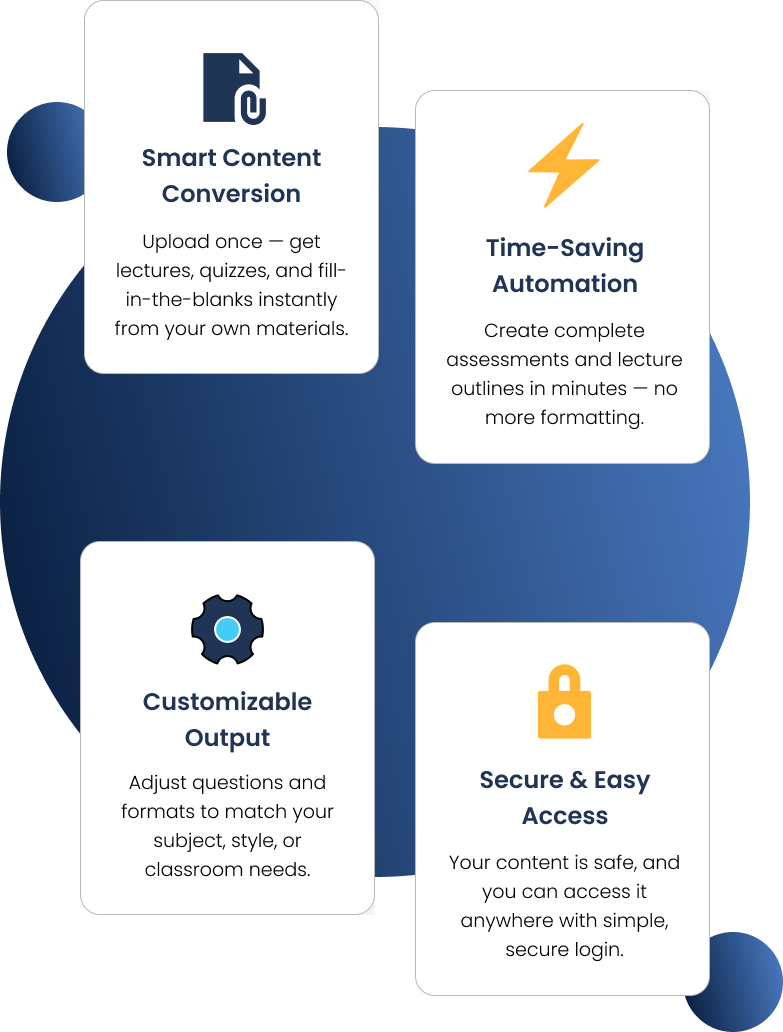 Smart Content
Conversion
Upload once — get
lectures, quizzes, and fill-
in-the-blanks instantly
from your own materials.
Time-Saving
Automation
Create complete
assessments and lecture
outlines in minutes — no
more formatting.
Customizable
Output
Adjust questions and
formats to match your
subject, style, or
classroom needs.
Secure & Easy
Access
Your content is safe, and
you can access it
anywhere with simple,
secure login.